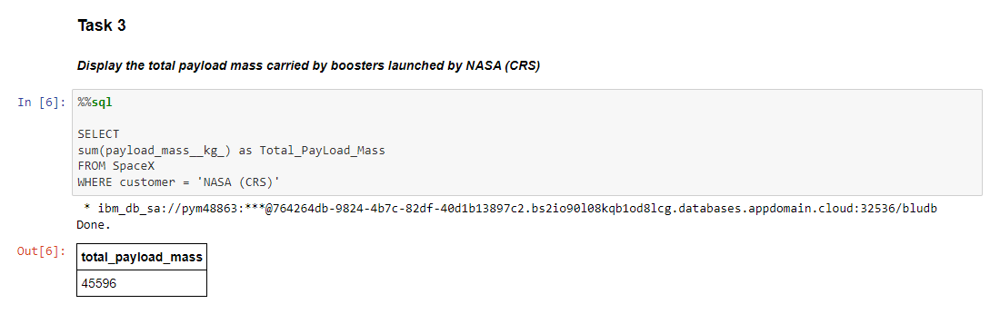 Task 3
Display the total payload mass carried by boosters launched by NASA (CRS)
In [6]: %%sql
SELECT
sum(payload_mass__kg_) as Total_PayLoad_Mass
FROM SpaceX
WHERE customer = 'NASA (CRS)'
* ibm_db_sa://pym48863:***@764264db-9824-4b7c-82df-40d1b13897c2.bs2io90l08kqb1od8lcg.databases.appdomain.cloud:32536/bludb
Done.
Out[6]: total_payload_mass
45596